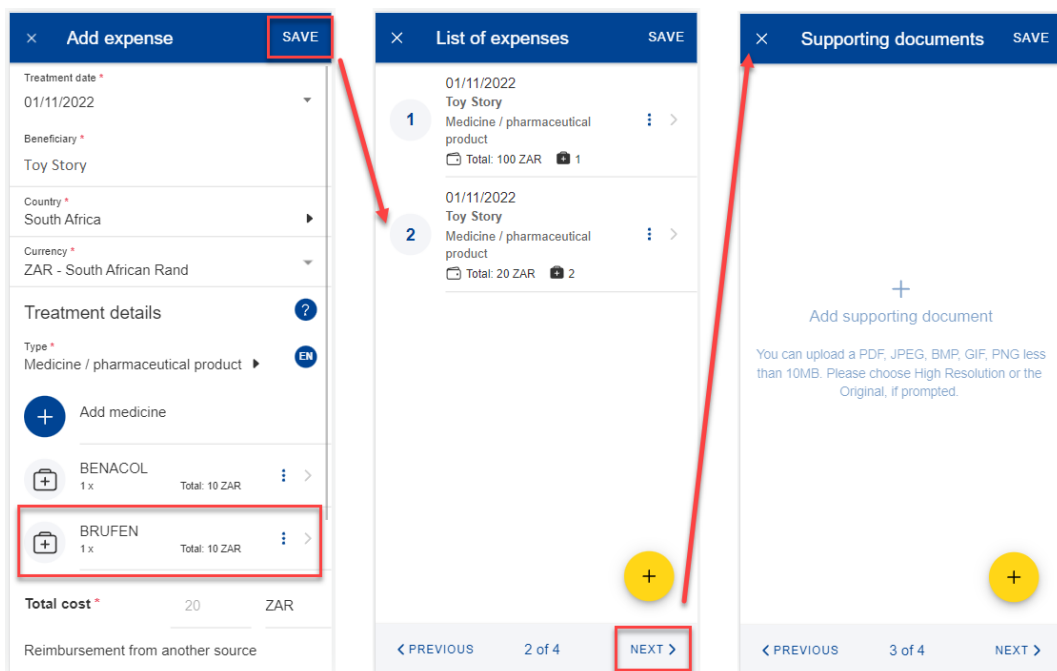 × Add expense SAVE
Treatment date *
01/11/2022
Beneficiary *
Toy Story
Country *
South Africa
Currency *
ZAR - South African Rand
Treatment details ?
Type *
Medicine / pharmaceutical product EN
+ Add medicine
BENACOL
1 x Total: 10 ZAR
BRUFEN
1 x Total: 10 ZAR
Total cost * 20 ZAR
Reimbursement from another source
× List of expenses SAVE
01/11/2022
Toy Story
1 Medicine / pharmaceutical
product
Total: 100 ZAR 1
01/11/2022
Toy Story
2 Medicine / pharmaceutical
product
Total: 20 ZAR 2
+
< PREVIOUS 2 of 4 NEXT >
× Supporting documents SAVE
+
Add supporting document
You can upload a PDF, JPEG, BMP, GIF, PNG less
than 10MB. Please choose High Resolution or the
Original, if prompted.
+
< PREVIOUS 3 of 4 NEXT >